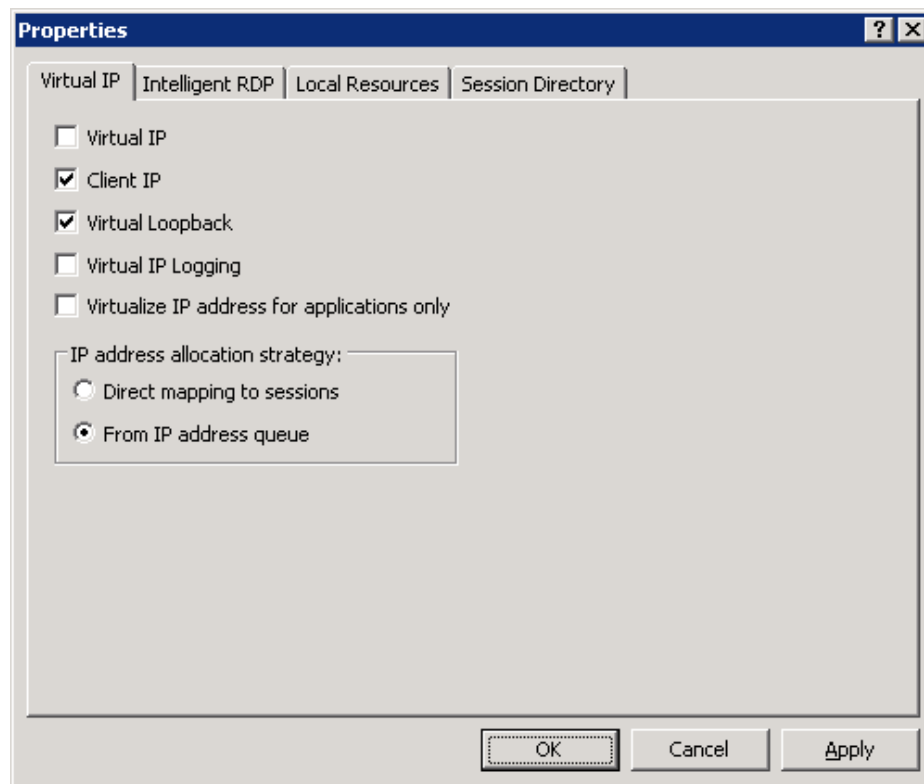 Properties
Virtual IP
Intelligent RDP
Local Resources
Session Directory
Virtual IP
Client IP
Virtual Loopback
Virtual IP Logging
Virtualize IP address for applications only
IP address allocation strategy:
Direct mapping to sessions
From IP address queue
OK
Cancel
Apply